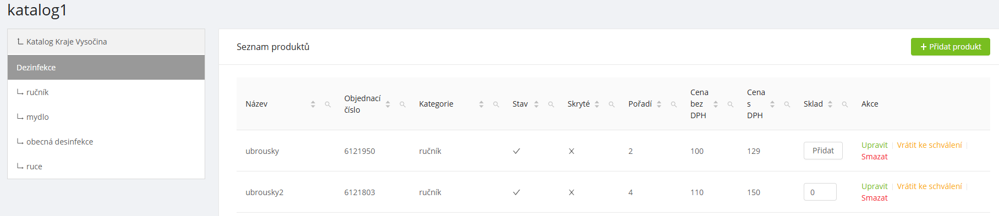 katalog1
Katalog Kraje Vysočina
Dezinfekce
ručník
mydlo
obecná desinfekce
ruce
Seznam produktů
+ Přidat produkt
Název Objednací číslo Kategorie Stav Skryté Pořadí Cena bez DPH Cena s DPH Sklad Akce
ubrousky 6121950 ručník ✓ X 2 100 129 Přidat Upravit | Vrátit ke schválení |
Smazat
ubrousky2 6121803 ručník ✓ X 4 110 150 0 Upravit | Vrátit ke schválení |
Smazat